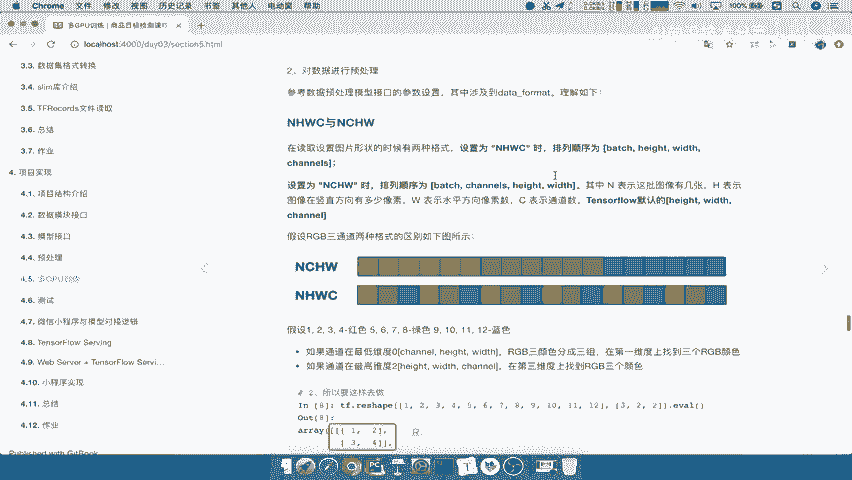 Chrome 文件 修改 视图 历史记录 书签 其他人 电动窗 帮助
100%
多GPU训练 | 商品目标检测课
localhost:4000/duy03/section5.html
3.3. 数据集格式转换
3.4. slim库介绍
3.5. TFRecords文件读取
3.6. 总结
3.7. 作业
4. 项目实现
4.1. 项目结构介绍
4.2. 数据模块接口
4.3. 模型接口
4.4. 预处理
4.5. 多GPU训练
4.6. 测试
4.7. 微信小程序与模型对接逻辑
4.8. TensorFlow Serving
4.9. Web Server + TensorFlow Servi...
4.10. 小程序实现
4.11. 总结
4.12. 作业
Published with GitBook
2、对数据进行预处理
参考数据预处理模型接口的参数设置，其中涉及到data_format。理解如下：
NHWC与NCHW
在读取设置图片形状的时候有两种格式，设置为 "NHWC" 时，排列顺序为 [batch, height, width,
channels]；
设置为 "NCHW" 时，排列顺序为 [batch, channels, height, width]。其中 N 表示这批图像有几张，H 表示
图像在竖直方向有多少像素，W 表示水平方向像素数，C 表示通道数，Tensorflow默认的[height, width,
channel]
假设RGB三通道两种格式的区别如下图所示：
NCHW
NHWC
假设1, 2, 3, 4-红色 5, 6, 7, 8-绿色 9, 10, 11, 12-蓝色
• 如果通道在最低维度0[channel, height, width]，RGB三颜色分成三组，在第一维度上找到三个RGB颜色
• 如果通道在最高维度2[height, width, channel]，在第三维度上找到RGB三个颜色
# 2、所以要这样去做
In [8]: tf.reshape([1, 2, 3, 4, 5, 6, 7, 8, 9, 10, 11, 12], [3, 2, 2]).eval()
Out[8]:
array([[[ 1, 2],
[ 3, 4]],